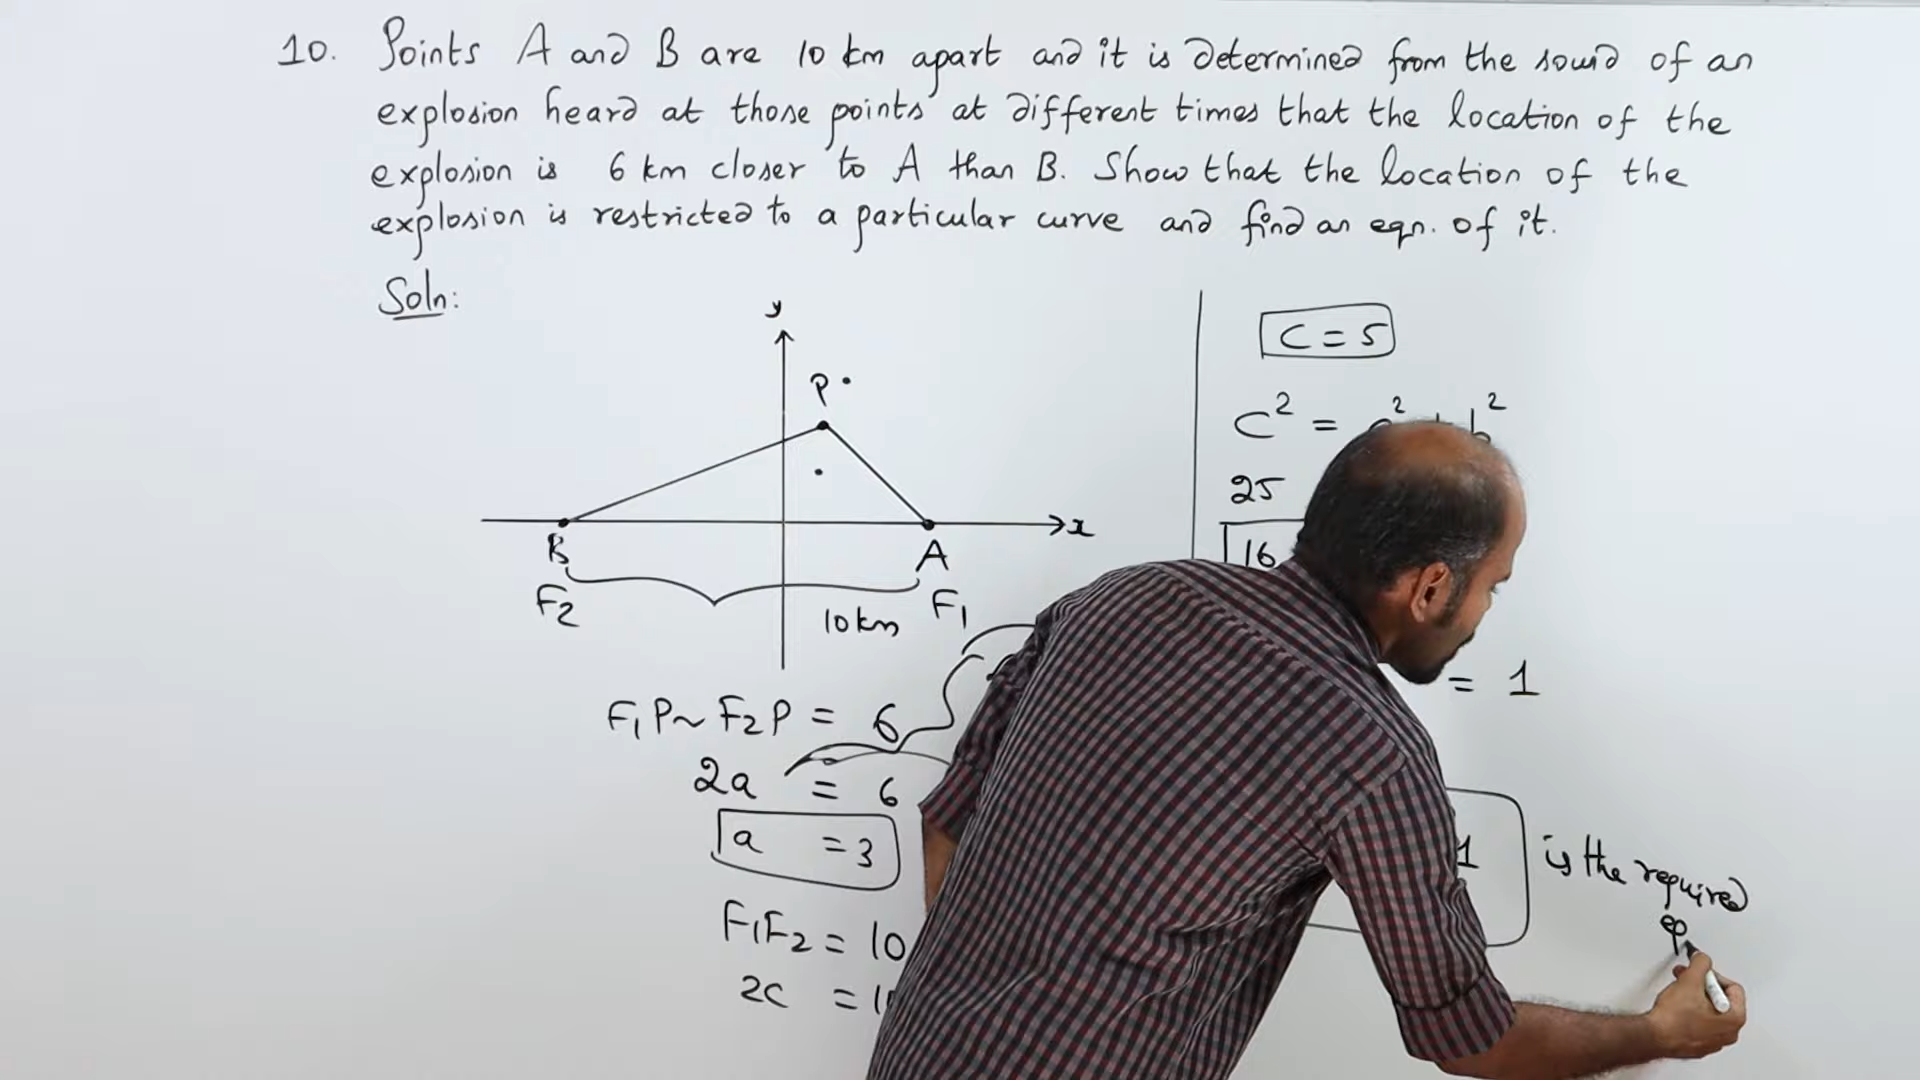 10. Points A and B are 10 km apart and it is determined from the sound of an
explosion heard at those points at different times that the location of the
explosion is 6 km closer to A than B. Show that the location of the
explosion is restricted to a particular curve and find an eqn. of it.
Soln:
y
P
x
B
A
F2
F1
10km
F1P ~ F2P = 6
2a = 6
a = 3
F1F2 = 10
2c =
c = 5
c² =
25
16
= 1
1
is the required